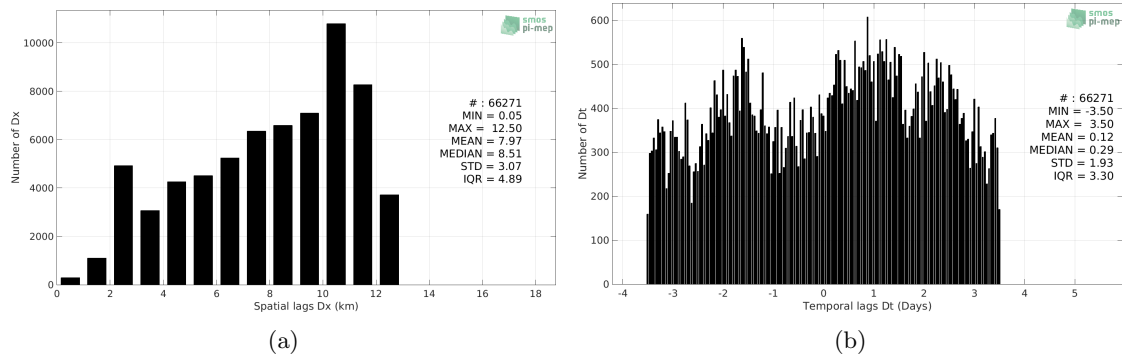 smos
pi-mep
Number of Dx
10000
8000
6000
4000
2000
0
# : 66271
MIN = 0.05
MAX = 12.50
MEAN = 7.97
MEDIAN = 8.51
STD = 3.07
IQR = 4.89
0 2 4 6 8 10 12 14 16 18
Spatial lags Dx (km)
(a)
smos
pi-mep
Number of Dt
600
500
400
300
200
100
0
# : 66271
MIN = -3.50
MAX = 3.50
MEAN = 0.12
MEDIAN = 0.29
STD = 1.93
IQR = 3.30
-4 -3 -2 -1 0 1 2 3 4 5
Temporal lags Dt (Days)
(b)